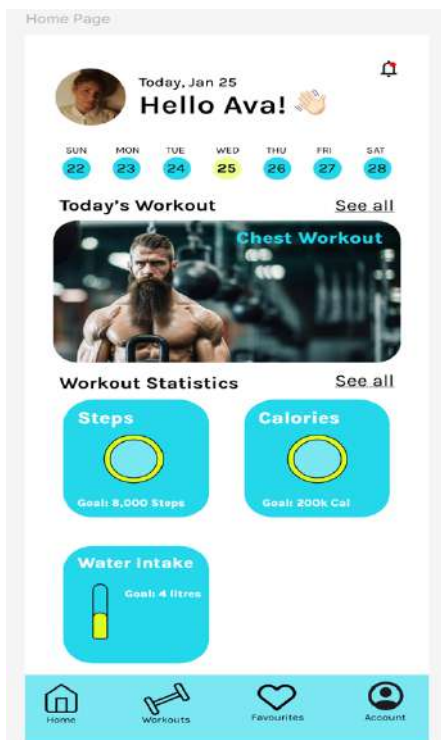 Home Page
Today, Jan 25
Hello Ava! 👋🏻
SUN MON TUE WED THU FRI SAT
22 23 24 25 26 27 28
Today's Workout See all
Chest Workout
Workout Statistics See all
Steps Calories
Goal: 8,000 Steps Goal: 200k Cal
Water Intake
Goal: 4 litres
Home Workouts Favourites Account